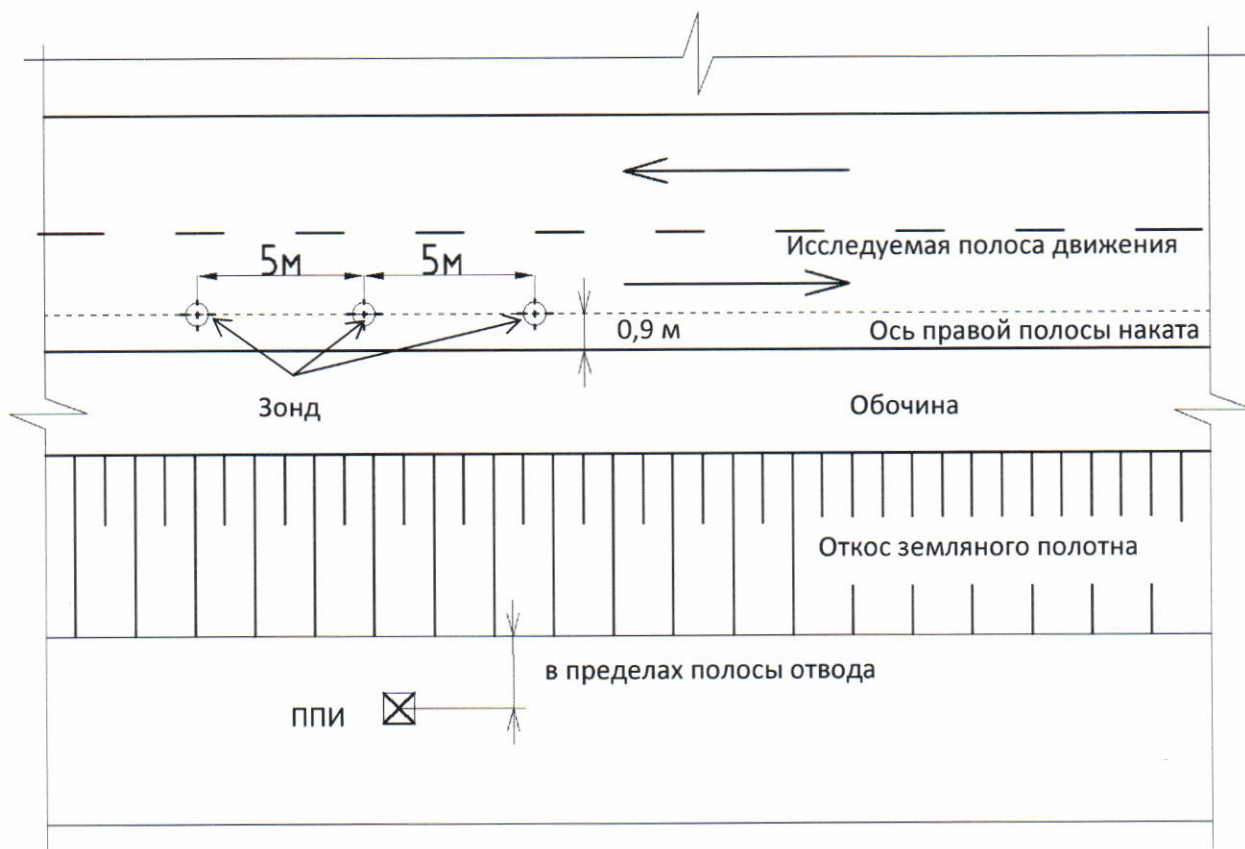 Исследуемая полоса движения
5м
5м
0,9 м
Ось правой полосы наката
Зонд
Обочина
Откос земляного полотна
в пределах полосы отвода
ППИ